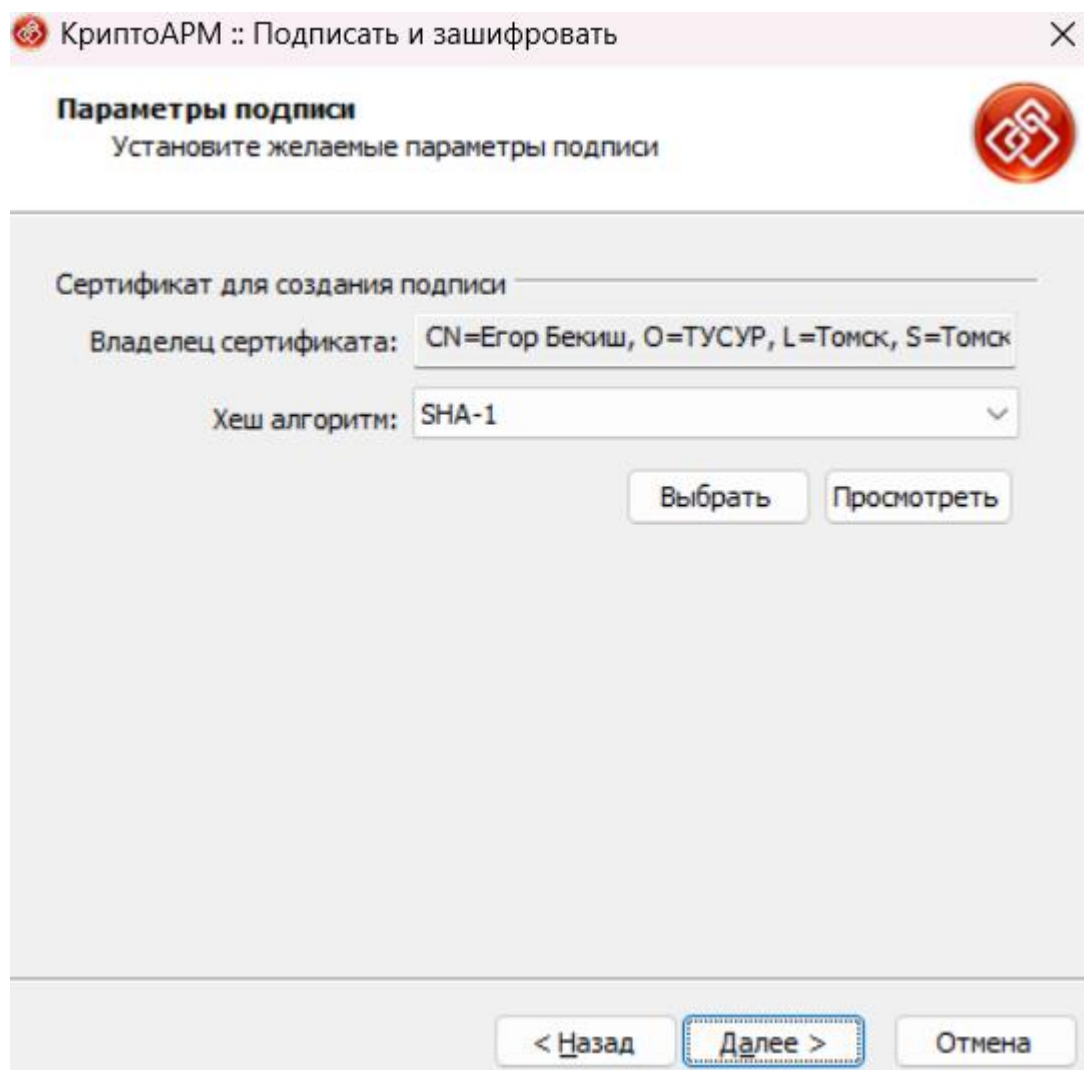 КриптоАРМ :: Подписать и зашифровать
Параметры подписи
Установите желаемые параметры подписи
Сертификат для создания подписи
Владелец сертификата: CN=Егор Бекиш, O=ТУСУР, L=Томск, S=Томск
Хеш алгоритм: SHA-1
Выбрать Просмотреть
< Назад Далее > Отмена